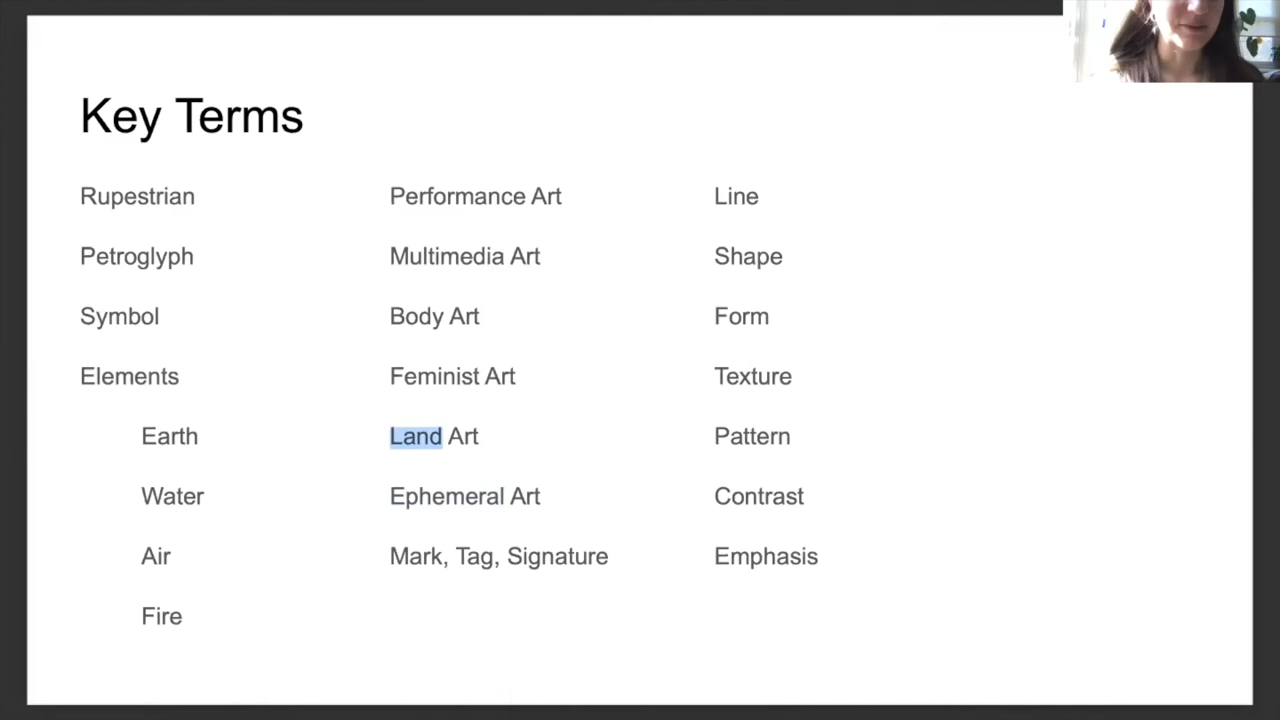 Key Terms
Rupestrian
Petroglyph
Symbol
Elements
Earth
Water
Air
Fire
Performance Art
Multimedia Art
Body Art
Feminist Art
Land Art
Ephemeral Art
Mark, Tag, Signature
Line
Shape
Form
Texture
Pattern
Contrast
Emphasis